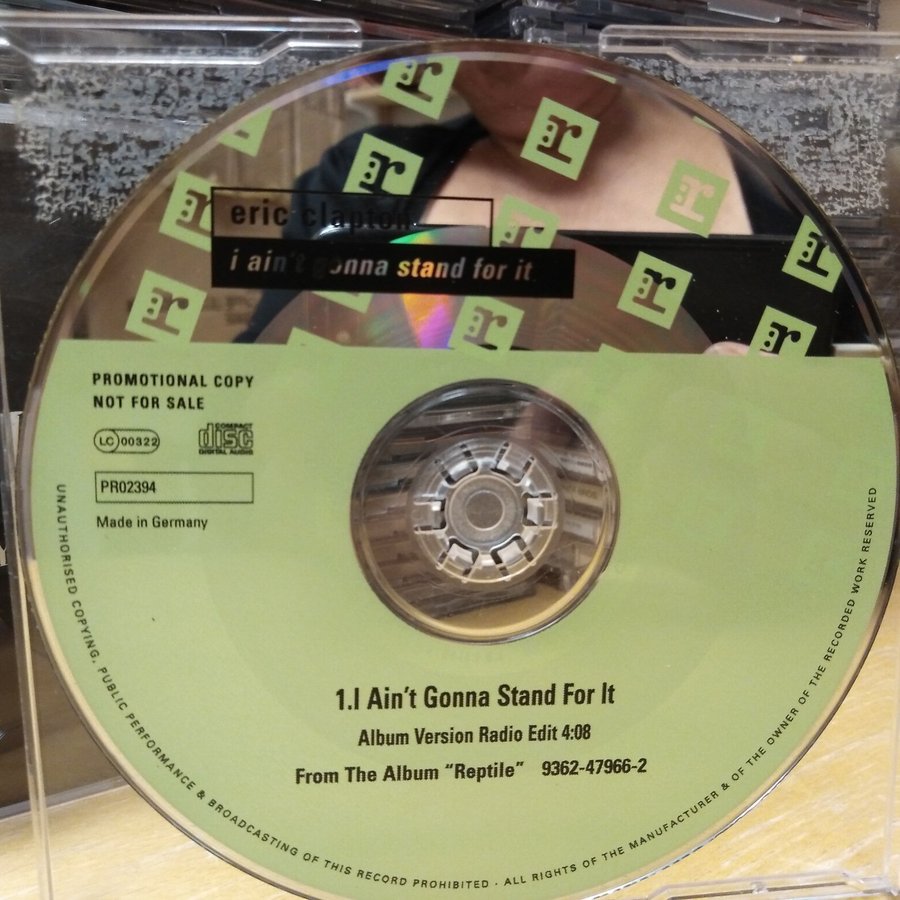 r r r r r r r r r r
eric clapton
i ain't gonna stand for it
PROMOTIONAL COPY
NOT FOR SALE
LC 00322
COMPACT
disc
DIGITAL AUDIO
PRO2394
Made in Germany
1.I Ain't Gonna Stand For It
Album Version Radio Edit 4:08
From The Album "Reptile" 9362-47966-2
UNAUTHORISED COPYING, PUBLIC PERFORMANCE & BROADCASTING OF THIS RECORD PROHIBITED · ALL RIGHTS OF THE MANUFACTURER & OF THE OWNER OF THE RECORDED WORK RESERVED